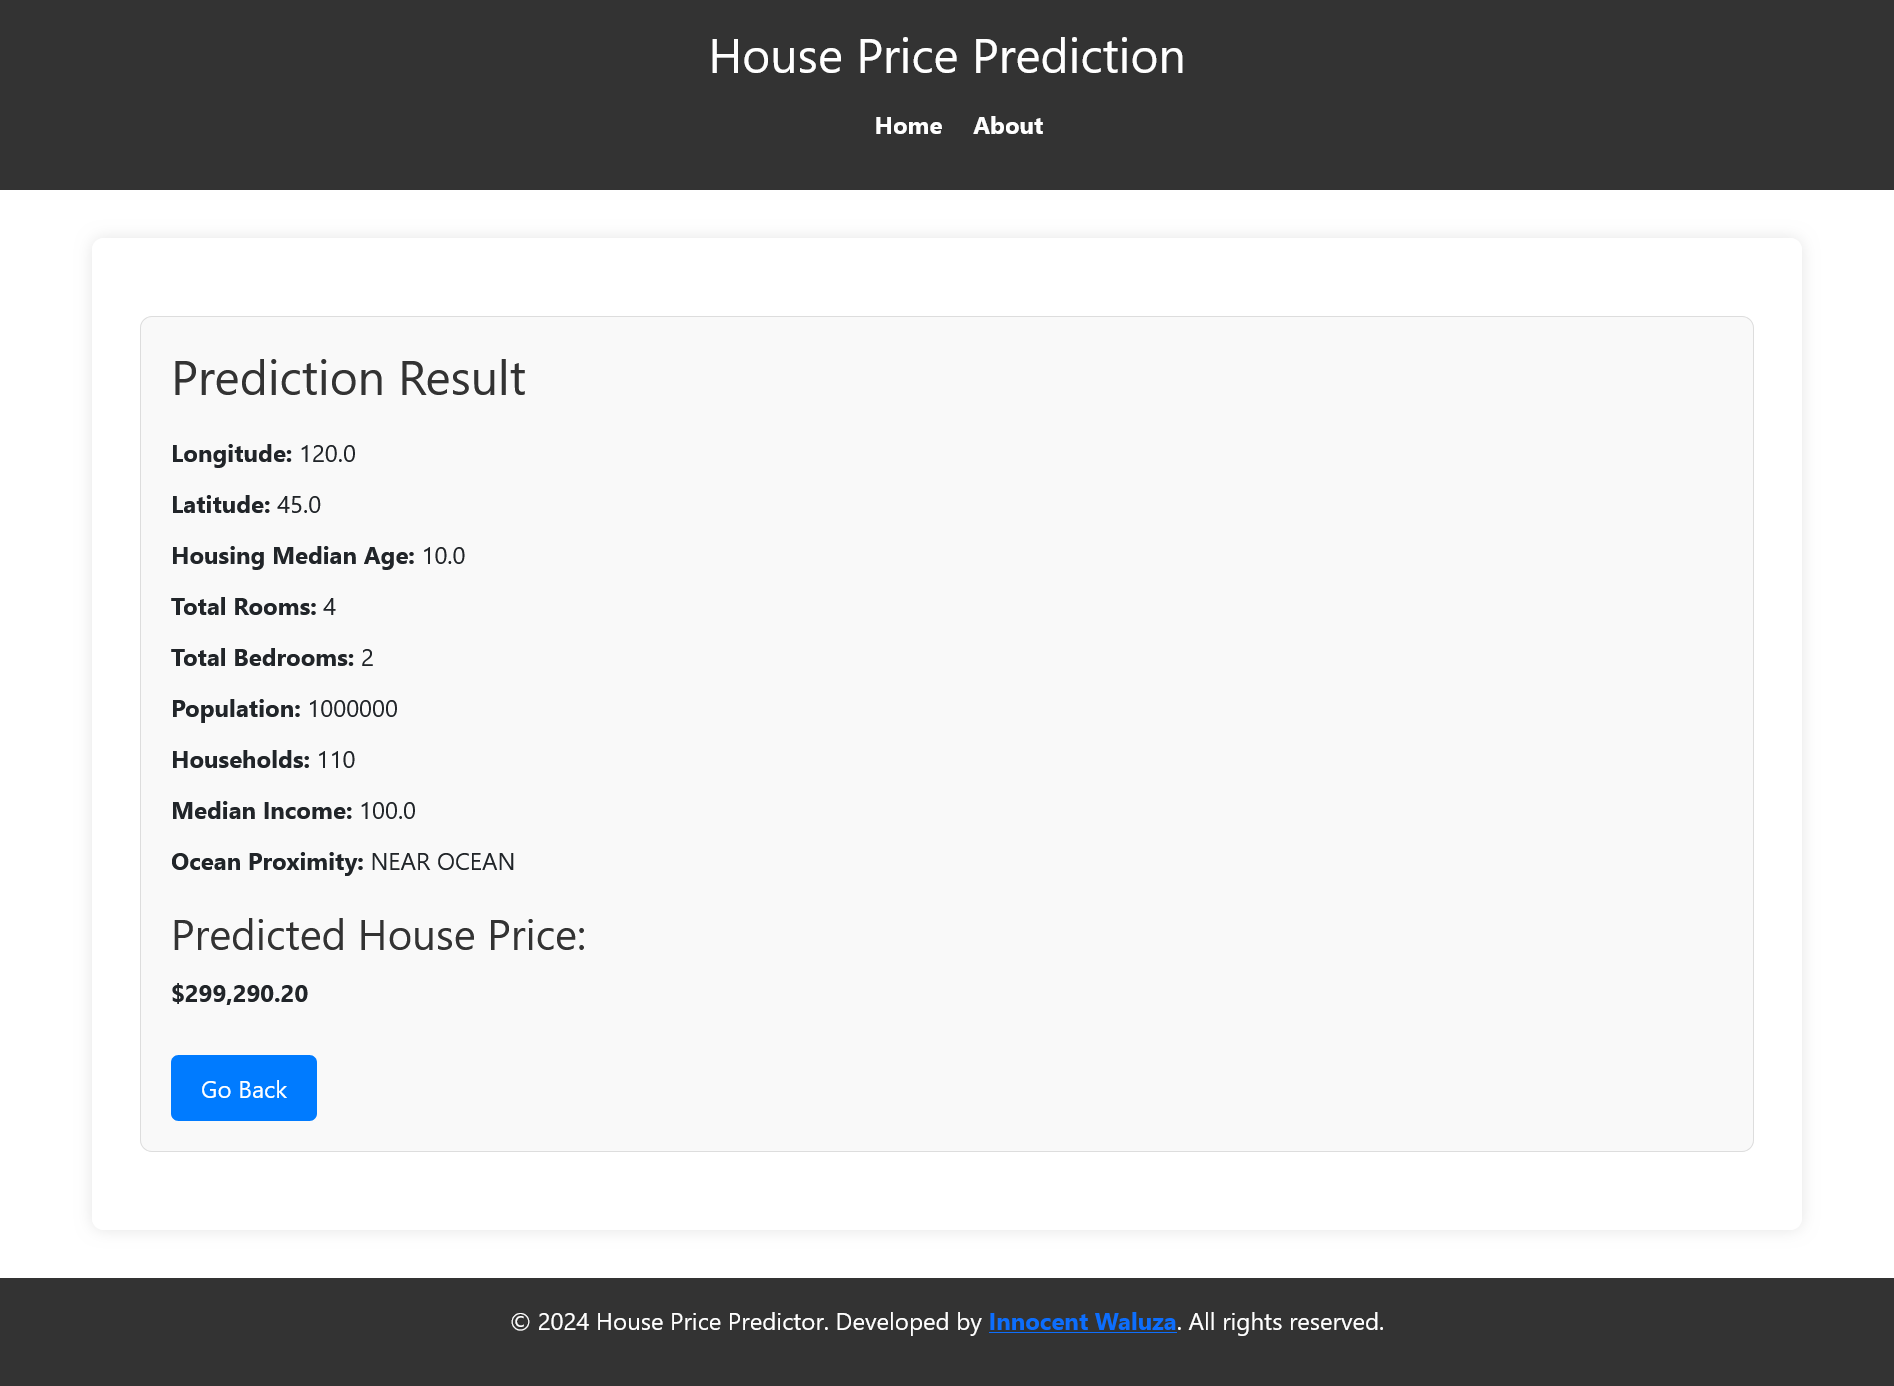 House Price Prediction
Home About
Prediction Result
Longitude: 120.0
Latitude: 45.0
Housing Median Age: 10.0
Total Rooms: 4
Total Bedrooms: 2
Population: 1000000
Households: 110
Median Income: 100.0
Ocean Proximity: NEAR OCEAN
Predicted House Price:
$299,290.20
Go Back
© 2024 House Price Predictor. Developed by Innocent Waluza. All rights reserved.